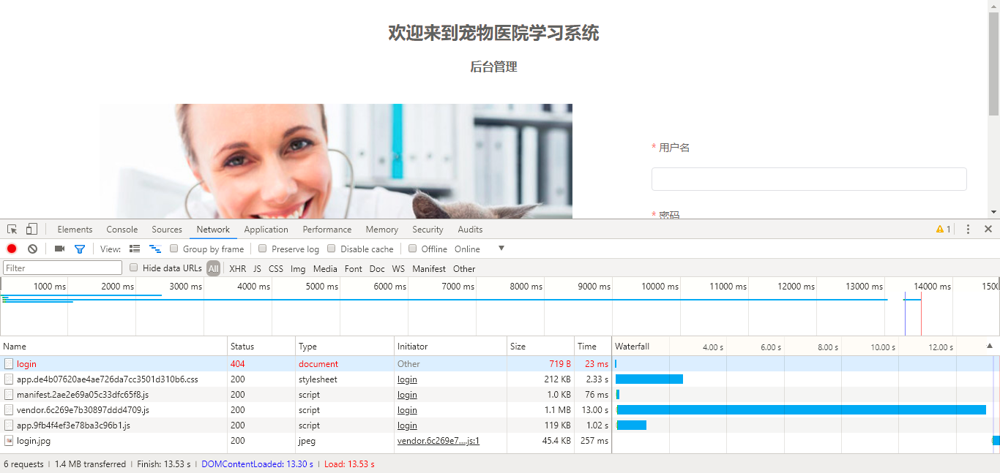 欢迎来到宠物医院学习系统
后台管理
* 用户名
* 密码
Elements Console Sources Network Application Performance Memory Security Audits 1
View: Group by frame Preserve log Disable cache Offline Online
Filter Hide data URLs All XHR JS CSS Img Media Font Doc WS Manifest Other
1000 ms 2000 ms 3000 ms 4000 ms 5000 ms 6000 ms 7000 ms 8000 ms 9000 ms 10000 ms 11000 ms 12000 ms 13000 ms 14000 ms 1500
Name Status Type Initiator Size Time Waterfall 4.00 s 6.00 s 8.00 s 10.00 s 12.00 s
login 404 document Other 719 B 23 ms
app.de4b07620ae4ae726da7cc3501d310b6.css 200 stylesheet login 212 KB 2.33 s
manifest.2ae2e69a05c33dfc65f8.js 200 script login 1.0 KB 76 ms
vendor.6c269e7b30897ddd4709.js 200 script login 1.1 MB 13.00 s
app.9fb4f4ef3e78ba3c96b1.js 200 script login 119 KB 1.02 s
login.jpg 200 jpeg vendor.6c269e7....js:1 45.4 KB 257 ms
6 requests | 1.4 MB transferred | Finish: 13.53 s | DOMContentLoaded: 13.30 s | Load: 13.53 s